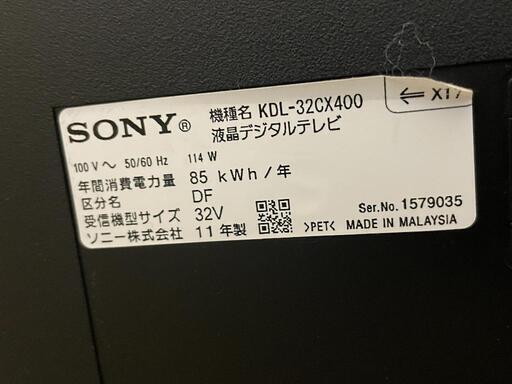 SONY®
機種名 KDL-32CX400
液晶デジタルテレビ
100 V～ 50/60 Hz 114 W
年間消費電力量 85 kWh/年
区分名 DF
受信機型サイズ 32V
ソニー株式会社 11年製
>PET<
Ser.No. 1579035
MADE IN MALAYSIA